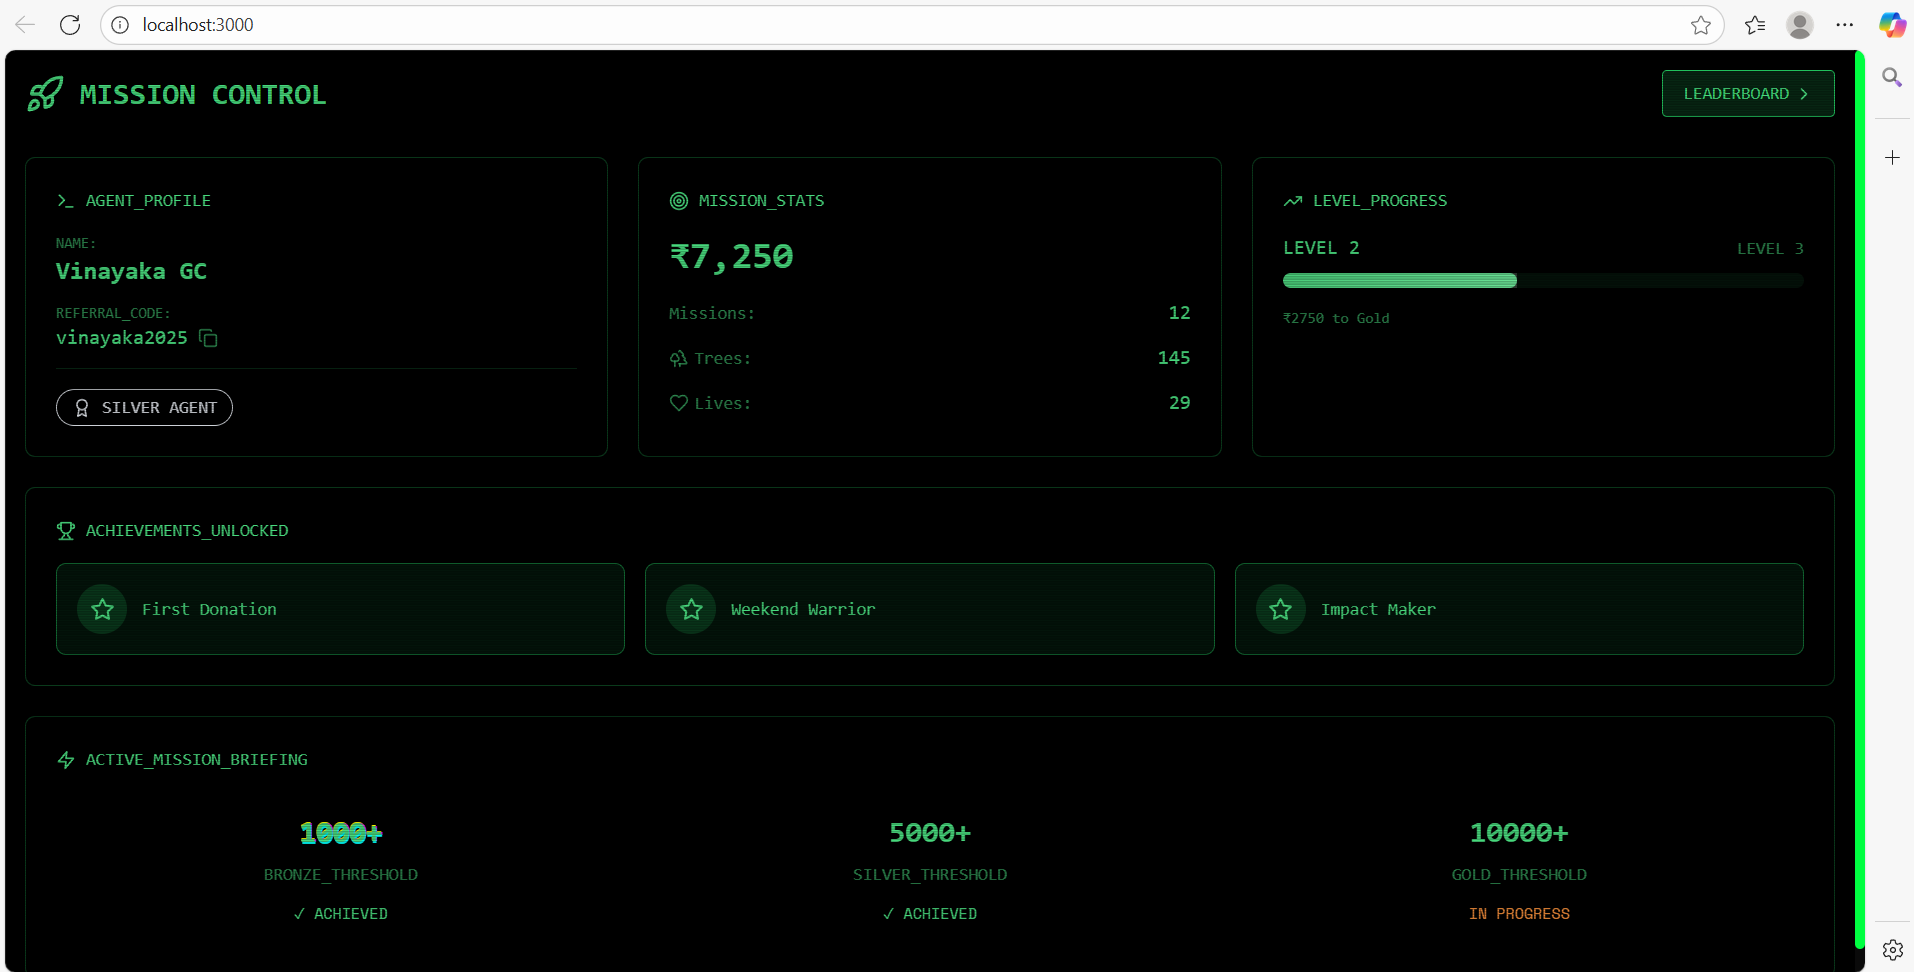 localhost:3000
MISSION CONTROL
LEADERBOARD
AGENT_PROFILE
NAME:
Vinayaka GC
REFERRAL_CODE:
vinayaka2025
SILVER AGENT
MISSION_STATS
₹7,250
Missions: 12
Trees: 145
Lives: 29
LEVEL_PROGRESS
LEVEL 2 LEVEL 3
₹2750 to Gold
ACHIEVEMENTS_UNLOCKED
First Donation
Weekend Warrior
Impact Maker
ACTIVE_MISSION_BRIEFING
1000+
BRONZE_THRESHOLD
✓ ACHIEVED
5000+
SILVER_THRESHOLD
✓ ACHIEVED
10000+
GOLD_THRESHOLD
IN PROGRESS